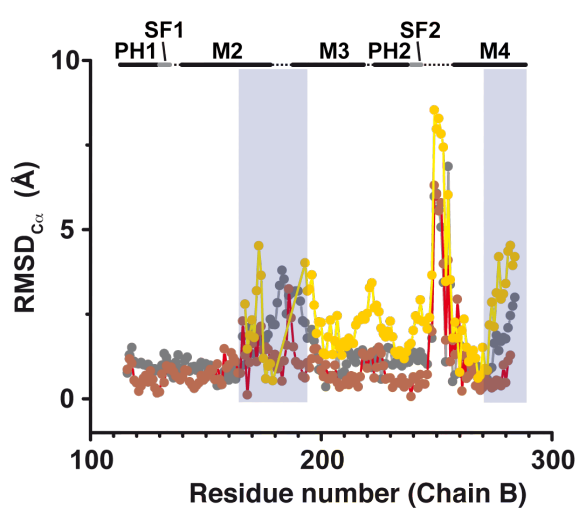 SF1 SF2
PH1 M2 M3 PH2 M4
10
5
0
RMSDCα (Å)
100 200 300
Residue number (Chain B)